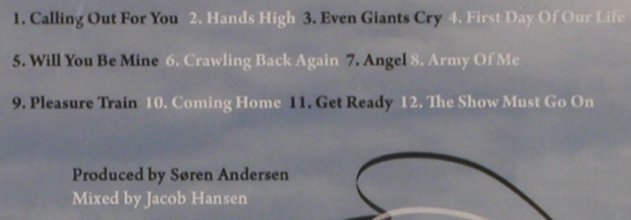 1. Calling Out For You 2. Hands High 3. Even Giants Cry 4. First Day Of Our Life
5. Will You Be Mine 6. Crawling Back Again 7. Angel 8. Army Of Me
9. Pleasure Train 10. Coming Home 11. Get Ready 12. The Show Must Go On
Produced by Søren Andersen
Mixed by Jacob Hansen